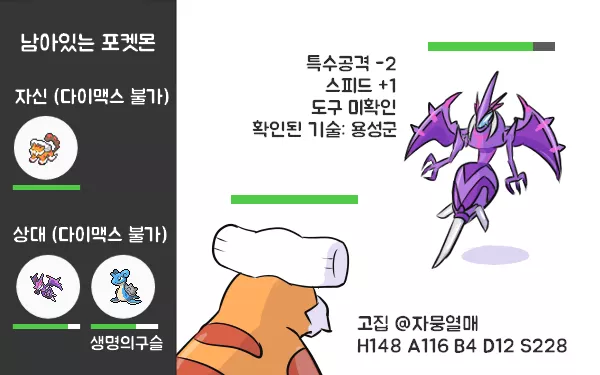 남아있는 포켓몬
자신 (다이맥스 불가)
상대 (다이맥스 불가)
생명의구슬
특수공격 -2
스피드 +1
도구 미확인
확인된 기술: 용성군
고집 @자뭉열매
H148 A116 B4 D12 S228